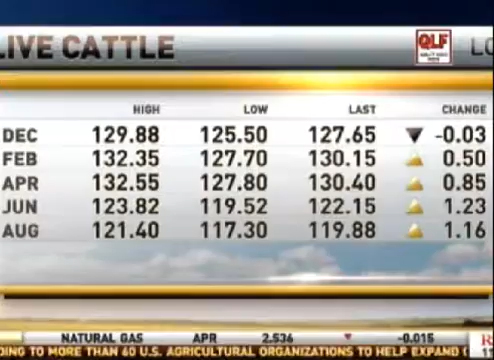 LIVE CATTLE
QLF
LO
HIGH LOW LAST CHANGE
DEC 129.88 125.50 127.65 ▼ -0.03
FEB 132.35 127.70 130.15 ▲ 0.50
APR 132.55 127.80 130.40 ▲ 0.85
JUN 123.82 119.52 122.15 ▲ 1.23
AUG 121.40 117.30 119.88 ▲ 1.16
NATURAL GAS APR 2.536 ▼ -0.015
DING TO MORE THAN 60 U.S. AGRICULTURAL ORGANIZATIONS TO HELP EXPAND